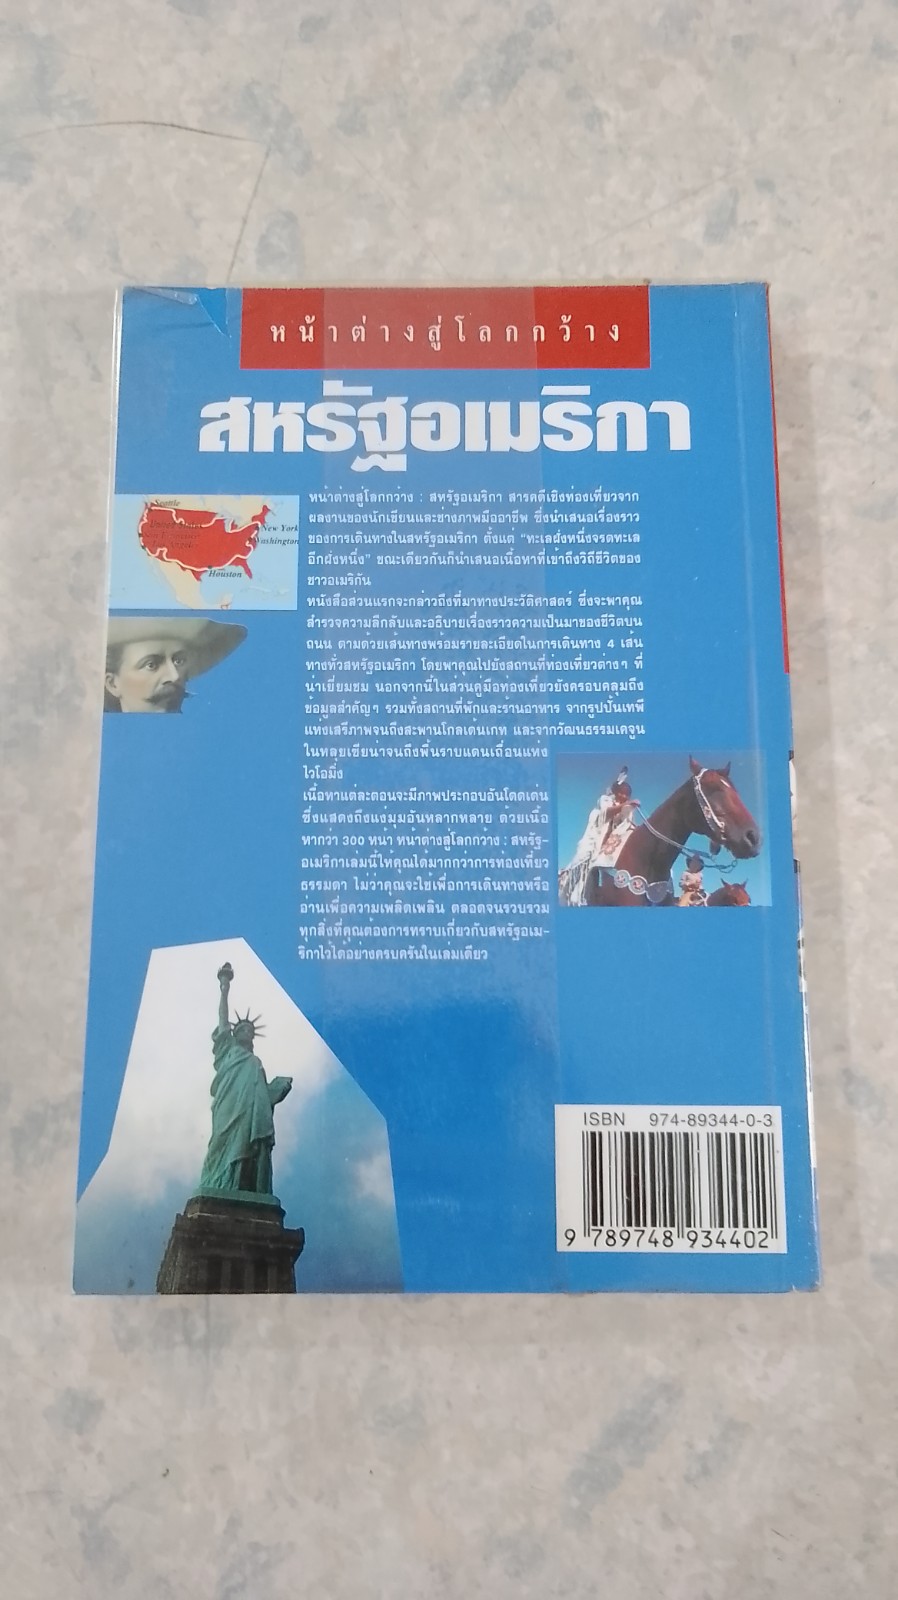 หน้าต่างสู่โลกกว้าง
สหรัฐอเมริกา
Seattle
New York
Washington
Houston
หน้าต่างสู่โลกกว้าง : สหรัฐอเมริกา สารคดีเชิงท่องเที่ยวจาก
ผลงานของนักเขียนและช่างภาพมืออาชีพ ซึ่งนำเสนอเรื่องราว
ของการเดินทางในสหรัฐอเมริกา ตั้งแต่ “ทะเลฝั่งหนึ่งจรดทะเล
อีกฝั่งหนึ่ง” ขณะเดียวกันก็นำเสนอเนื้อหาที่เข้าถึงวิถีชีวิตของ
ชาวอเมริกัน
หนังสือส่วนแรกจะกล่าวถึงที่มาทางประวัติศาสตร์ ซึ่งจะพาคุณ
สำรวจความลึกลับและอธิบายเรื่องราวความเป็นมาของชีวิตบน
ถนน ตามด้วยเส้นทางพร้อมรายละเอียดในการเดินทาง 4 เส้น
ทางทั่วสหรัฐอเมริกา โดยพาคุณไปยังสถานที่ท่องเที่ยวต่างๆ ที่
น่าเยี่ยมชม นอกจากนี้ในส่วนคู่มือท่องเที่ยวยังครอบคลุมถึง
ข้อมูลสำคัญๆ รวมทั้งสถานที่พักและร้านอาหาร จากรูปปั้นเทพี
แห่งเสรีภาพจนถึงสะพานโกลเด้นเกท และจากวัฒนธรรมเคจูน
ในหลุยเซียน่าจนถึงพื้นราบแดนเถื่อนแห่ง
ไวโอมิ่ง
เนื้อหาแต่ละตอนจะมีภาพประกอบอันโดดเด่น
ซึ่งแสดงถึงแง่มุมอันหลากหลาย ด้วยเนื้อ
หากว่า 300 หน้า หน้าต่างสู่โลกกว้าง : สหรัฐ-
อเมริกาเล่มนี้ให้คุณได้มากกว่าการท่องเที่ยว
ธรรมดา ไม่ว่าคุณจะใช้เพื่อการเดินทางหรือ
อ่านเพื่อความเพลิดเพลิน ตลอดจนรวบรวม
ทุกสิ่งที่คุณต้องการทราบเกี่ยวกับสหรัฐอเม-
ริกาไว้ได้อย่างครบครันในเล่มเดียว
ISBN 974-89344-0-3
9 789748 934402